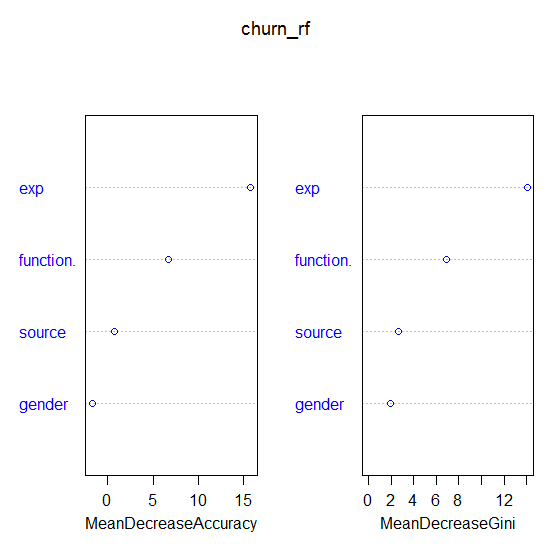 churn_rf
exp
function.
source
gender
0 5 10 15
MeanDecreaseAccuracy
exp
function.
source
gender
0 2 4 6 8 12
MeanDecreaseGini